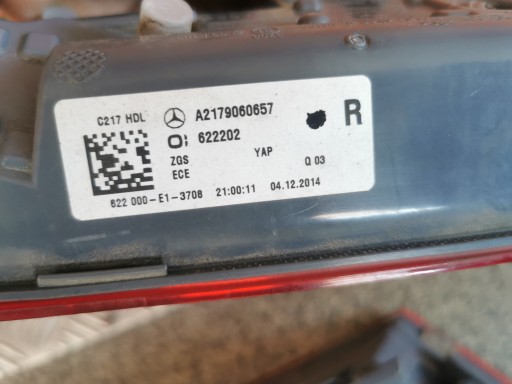 C217 HDL A2179060657 R
622202
ZGS YAP Q 03
ECE
622 000-E1-3708 21:00:11 04.12.2014